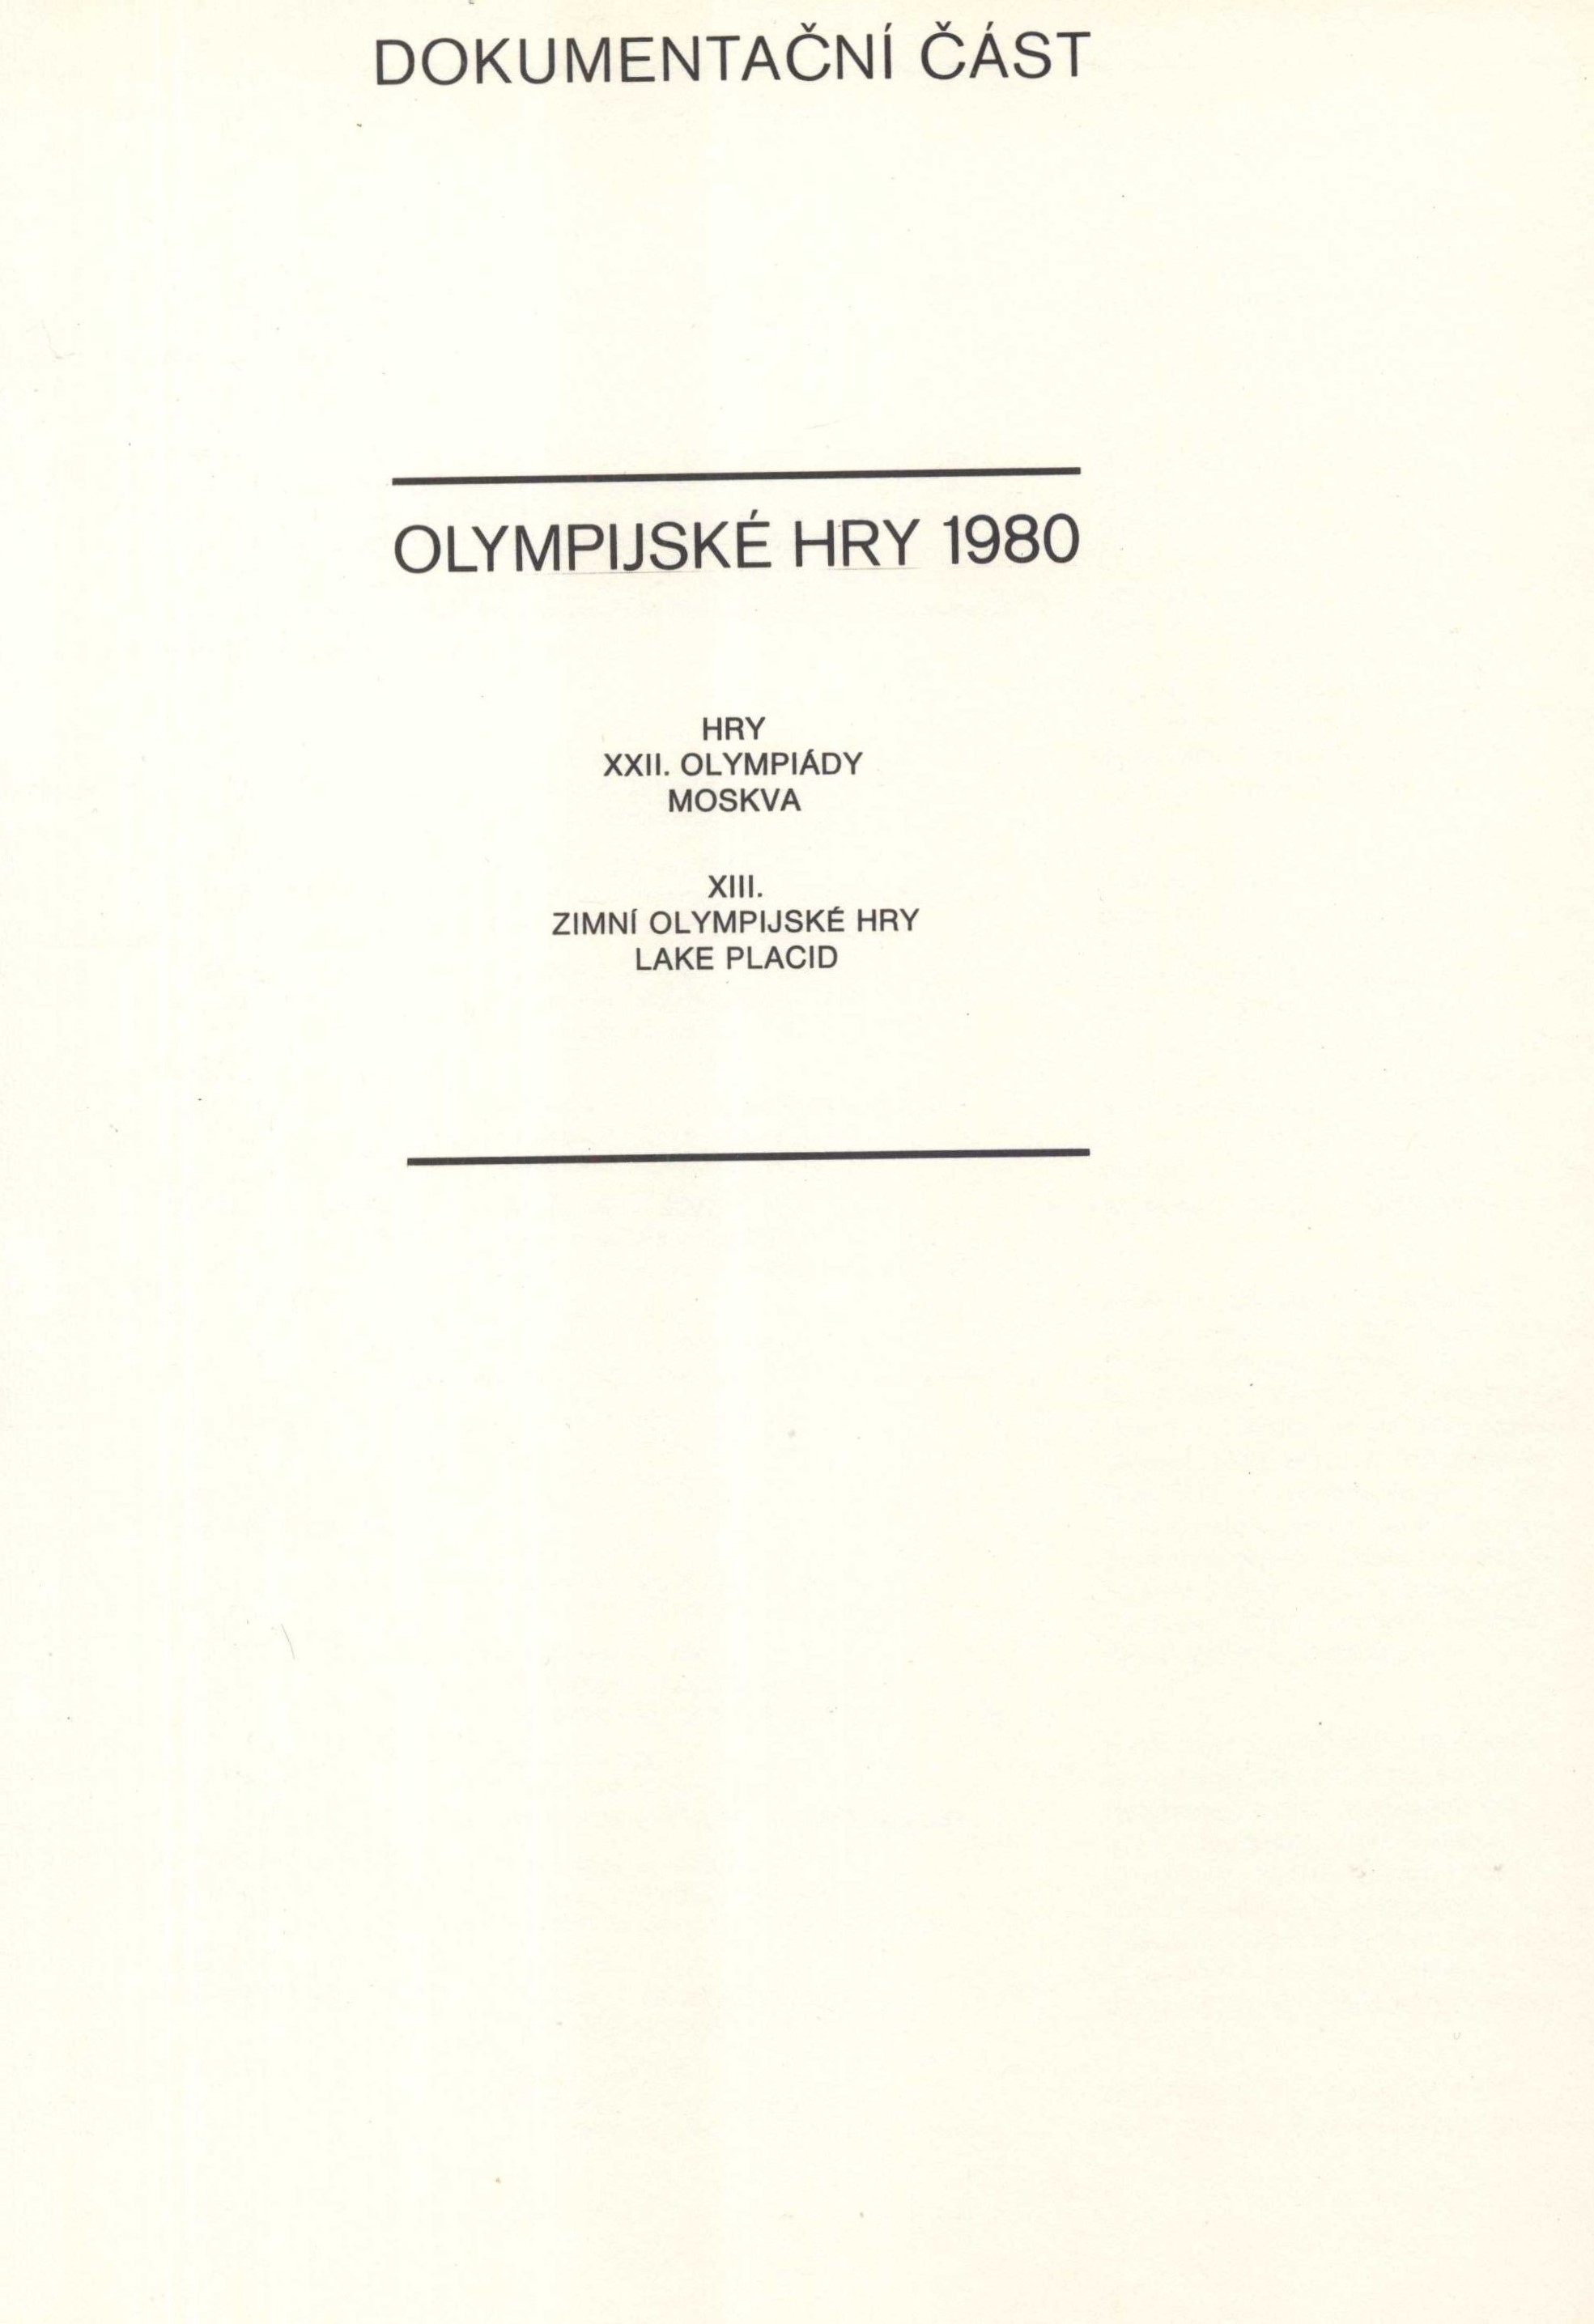 DOKUMENTAČNÍ ČÁST
OLYMPIJSKÉ HRY 1980
HRY
XXII. OLYMPIÁDY
MOSKVA
XIII.
ZIMNÍ OLYMPIJSKÉ HRY
LAKE PLACID